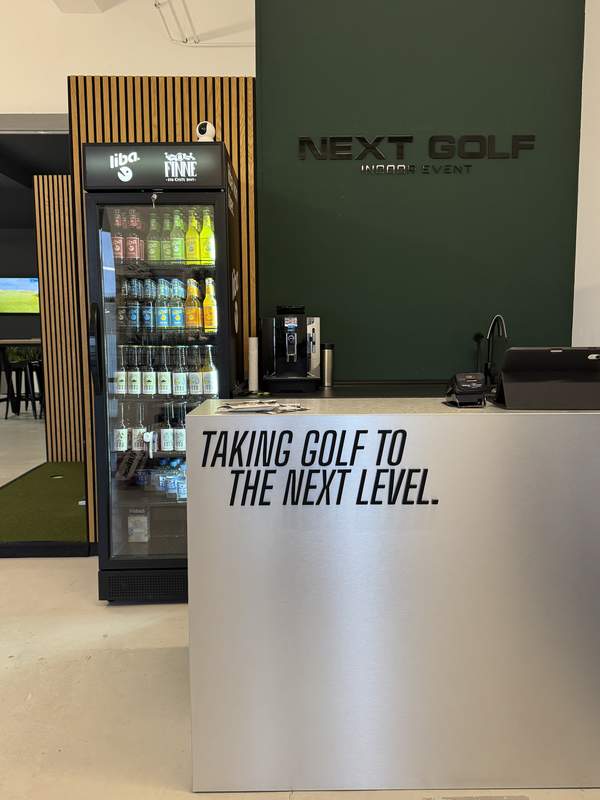 NEXT GOLF
INDOOR EVENT
liba.
FINNE
TAKING GOLF TO
THE NEXT LEVEL.